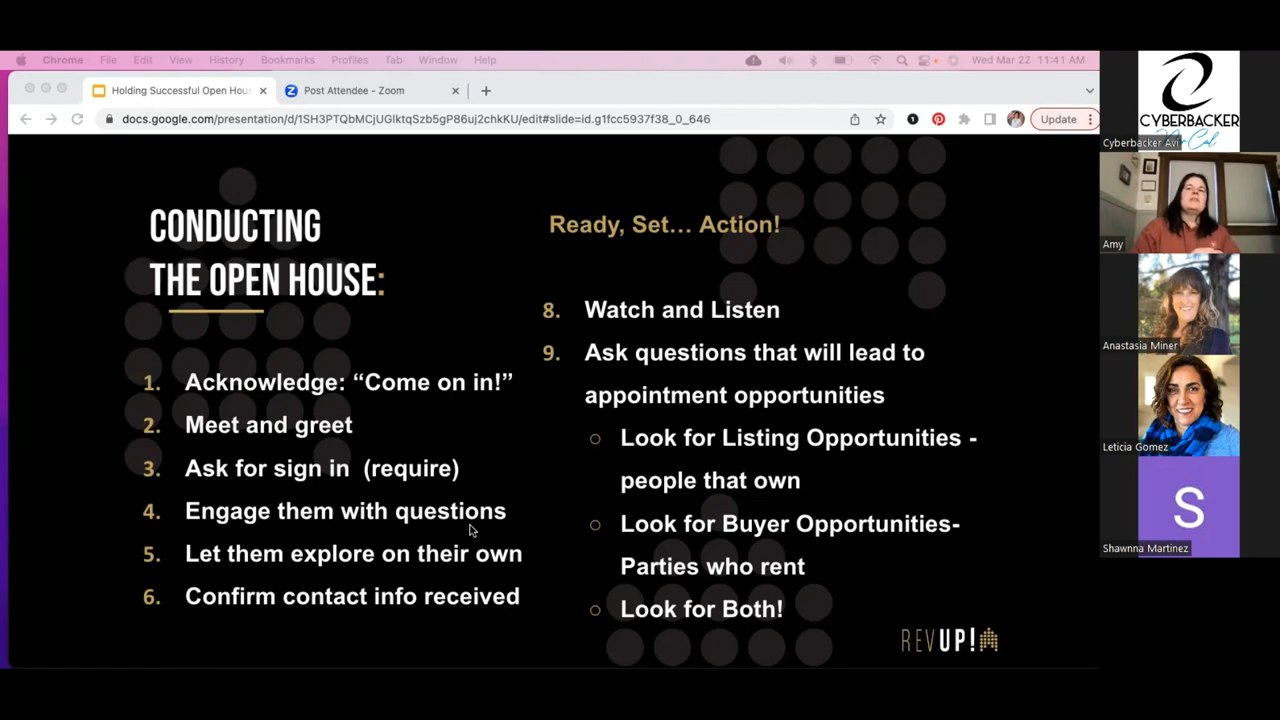 Chrome File Edit View History Bookmarks Profiles Tab Window Help Wed Mar 22 11:41 AM
Holding Successful Open Hous Post Attendee - Zoom
docs.google.com/presentation/d/1SH3PTQbMCjUGlktqSzb5gP86uj2chkKU/edit#slide=id.g1fcc5937f38_0_646 Update
CONDUCTING
THE OPEN HOUSE:
1. Acknowledge: “Come on in!”
2. Meet and greet
3. Ask for sign in (require)
4. Engage them with questions
5. Let them explore on their own
6. Confirm contact info received
Ready, Set… Action!
8. Watch and Listen
9. Ask questions that will lead to
appointment opportunities
Look for Listing Opportunities -
people that own
Look for Buyer Opportunities-
Parties who rent
Look for Both!
REVUP!
CYBERBACKER
NorCal
Cyberbacker Avi
Amy
Anastasia Miner
Leticia Gomez
S
Shawnna Martinez